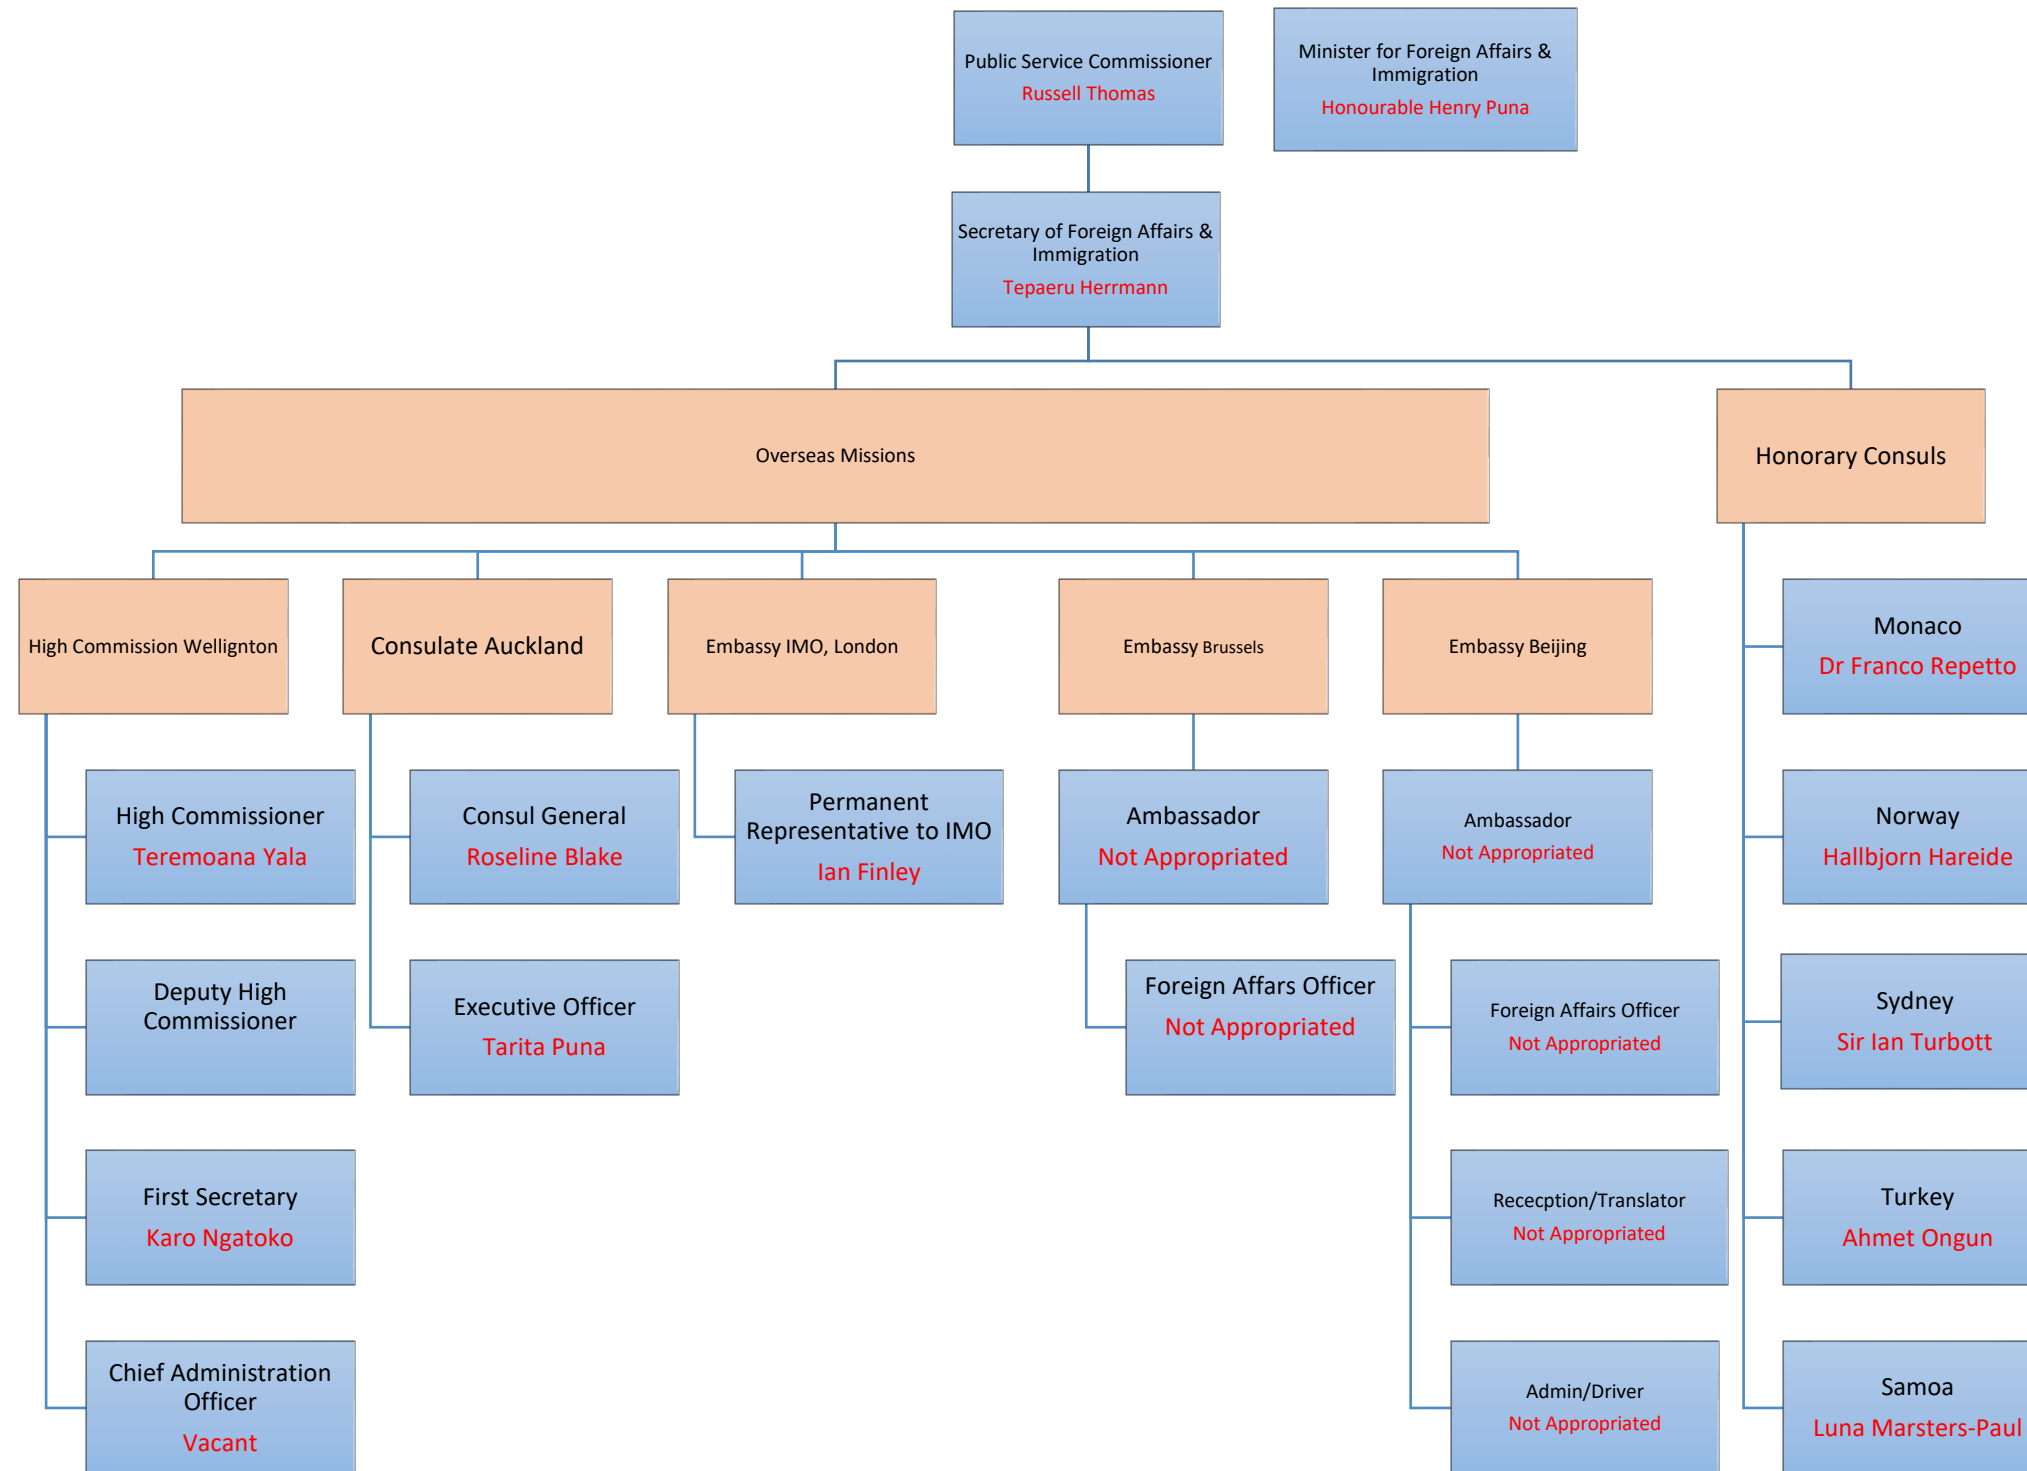 Public Service Commissioner
Russell Thomas
Minister for Foreign Affairs &
Immigration
Honourable Henry Puna
Secretary of Foreign Affairs &
Immigration
Tepaeru Herrmann
Overseas Missions
Honorary Consuls
High Commission Wellignton
Consulate Auckland
Embassy IMO, London
Embassy Brussels
Embassy Beijing
Monaco
Dr Franco Repetto
High Commissioner
Teremoana Yala
Consul General
Roseline Blake
Permanent
Representative to IMO
Ian Finley
Ambassador
Not Appropriated
Ambassador
Not Appropriated
Norway
Hallbjorn Hareide
Deputy High
Commissioner
Executive Officer
Tarita Puna
Foreign Affars Officer
Not Appropriated
Foreign Affairs Officer
Not Appropriated
Sydney
Sir Ian Turbott
First Secretary
Karo Ngatoko
Rececption/Translator
Not Appropriated
Turkey
Ahmet Ongun
Chief Administration
Officer
Vacant
Admin/Driver
Not Appropriated
Samoa
Luna Marsters-Paul